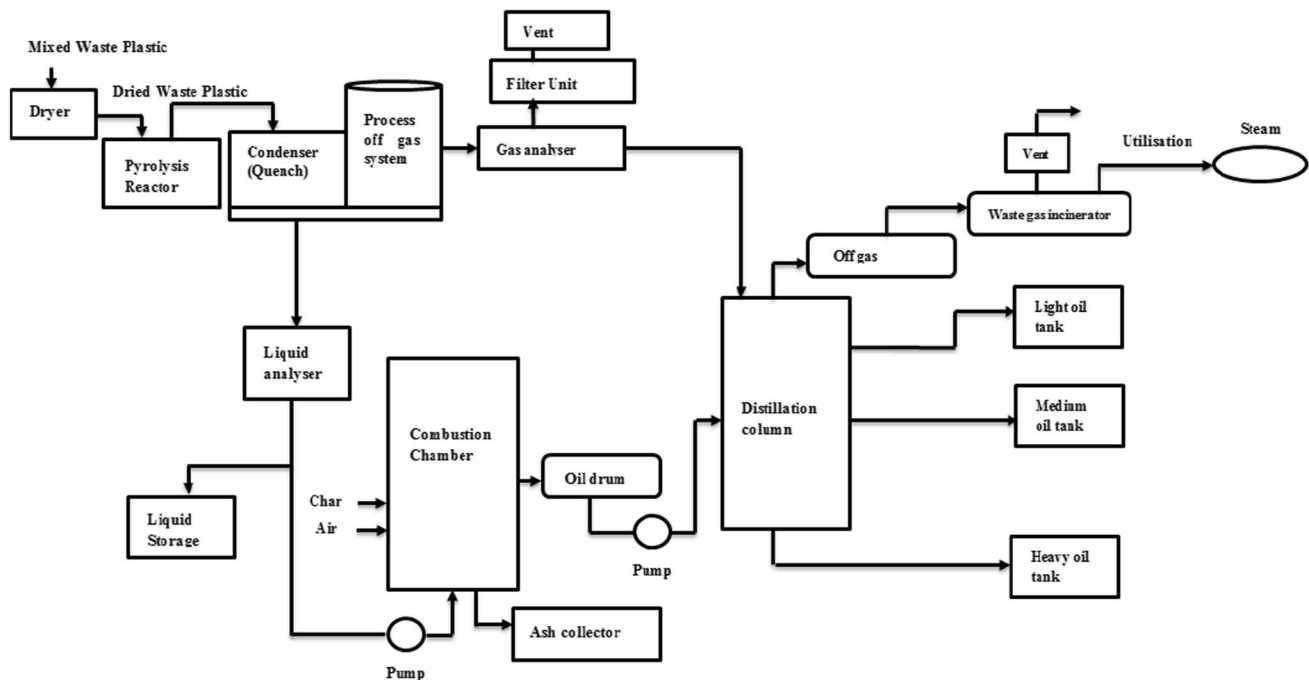 Mixed Waste Plastic
Dryer
Dried Waste Plastic
Pyrolysis
Reactor
Condenser
(Quench)
Process
off gas
system
Vent
Filter Unit
Gas analyser
Vent
Utilisation
Steam
Waste gas incinerator
Off gas
Light oil
tank
Liquid
analyser
Medium
oil tank
Distillation
column
Combustion
Chamber
Oil drum
Char
Air
Liquid
Storage
Pump
Heavy oil
tank
Ash collector
Pump